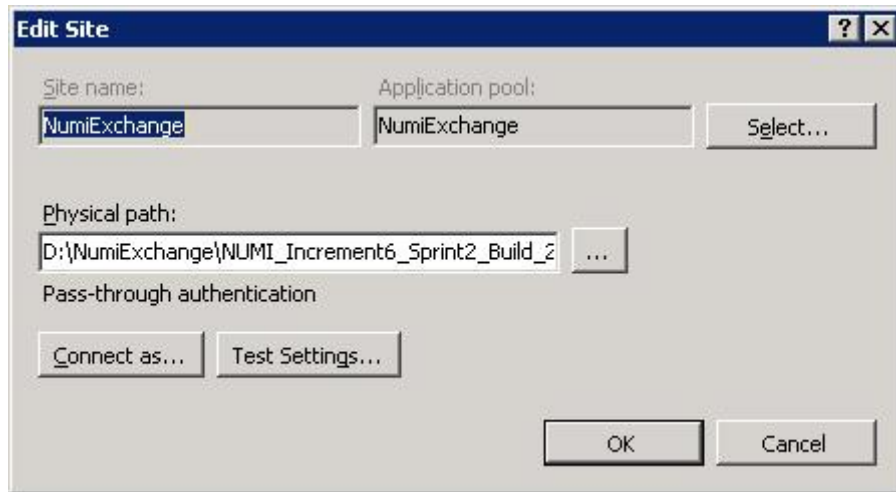 Edit Site
Site name:
Application pool:
NumiExchange
NumiExchange
Select...
Physical path:
D:\NumiExchange\NUMI_Increment6_Sprint2_Build_2
...
Pass-through authentication
Connect as...
Test Settings...
OK
Cancel